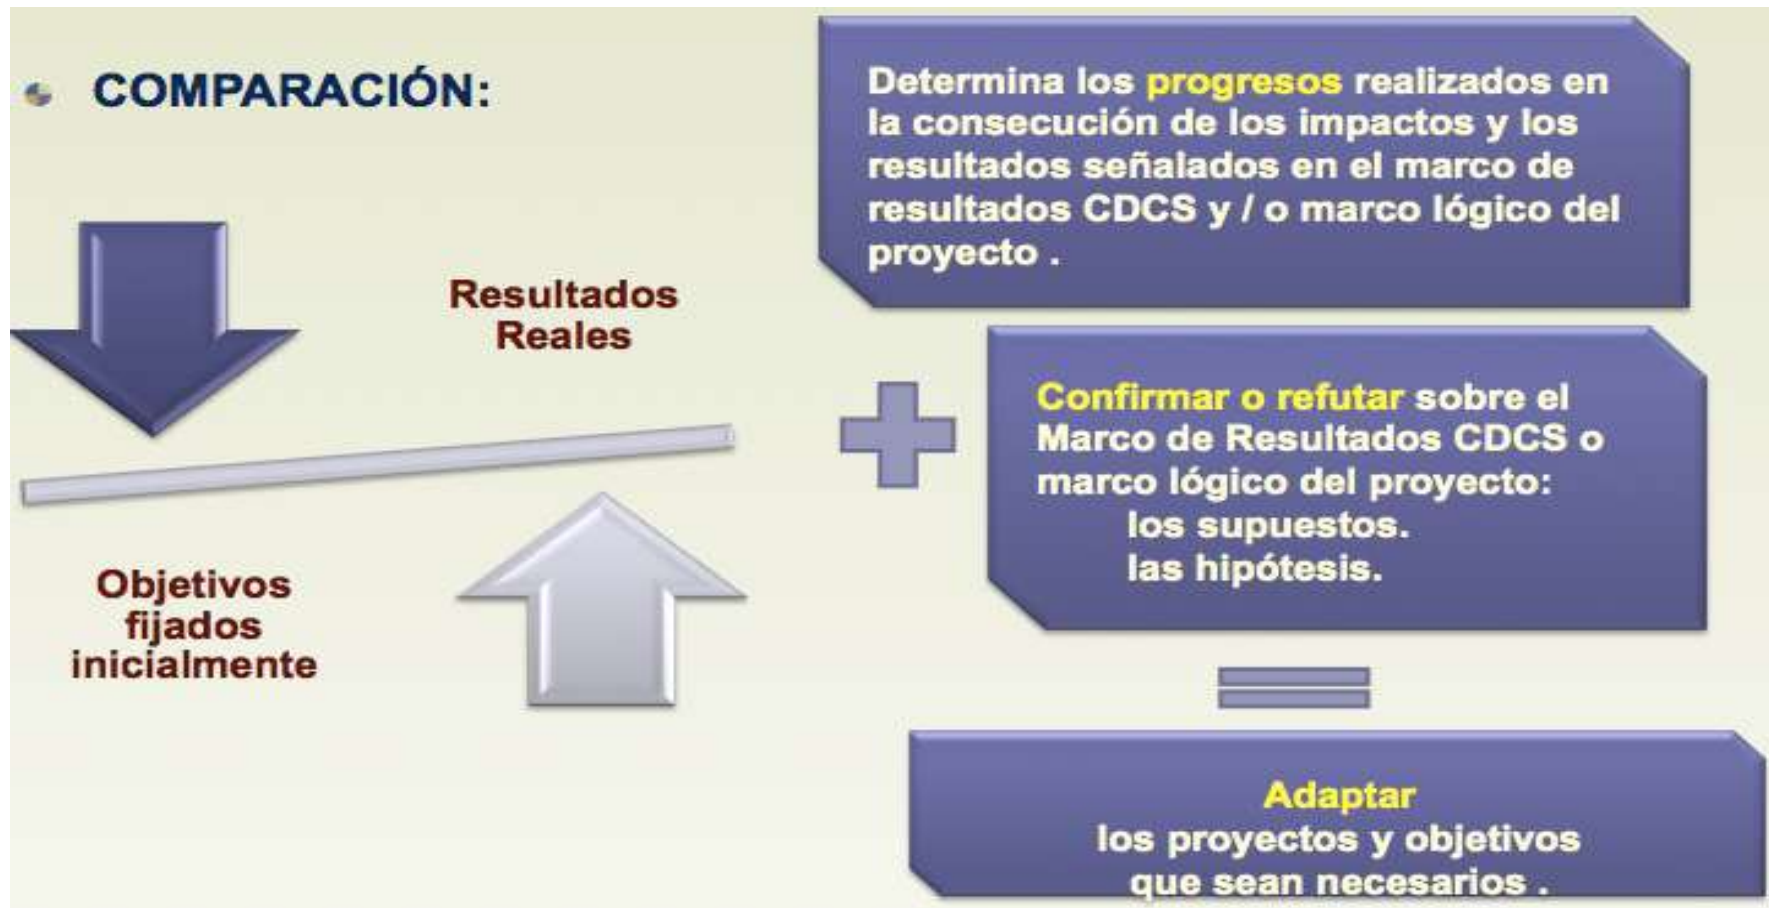 COMPARACIÓN:
Resultados
Reales
Objetivos
fijados
inicialmente
Determina los progresos realizados en
la consecución de los impactos y los
resultados señalados en el marco de
resultados CDCS y / o marco lógico del
proyecto .
Confirmar o refutar sobre el
Marco de Resultados CDCS o
marco lógico del proyecto:
los supuestos.
las hipótesis.
Adaptar
los proyectos y objetivos
que sean necesarios .